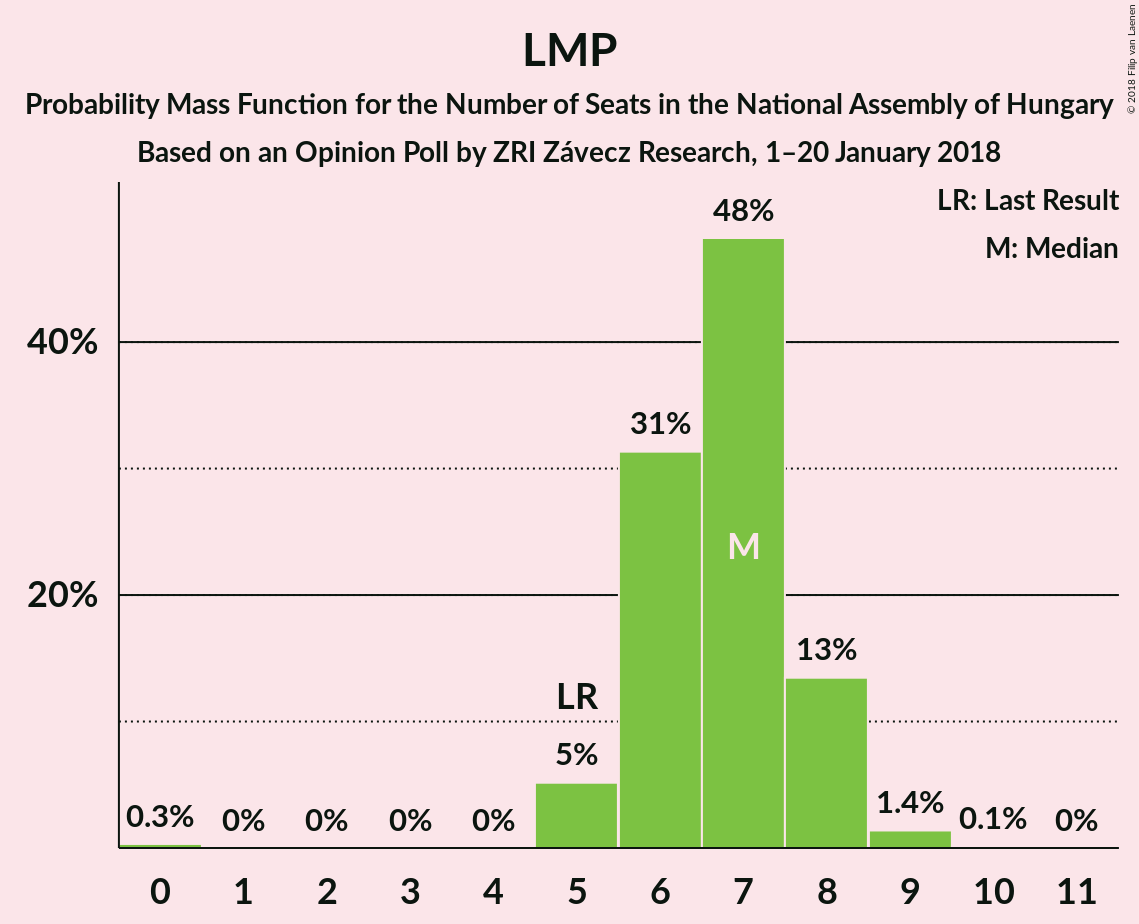 LMP
Probability Mass Function for the Number of Seats in the National Assembly of Hungary
Based on an Opinion Poll by ZRI Závecz Research, 1–20 January 2018
© 2018 Filip van Laenen
LR: Last Result
M: Median
48%
40%
31%
M
20%
13%
LR
5%
0.3%
0%
0%
0%
0%
1.4%
0.1%
0%
0 1 2 3 4 5 6 7 8 9 10 11